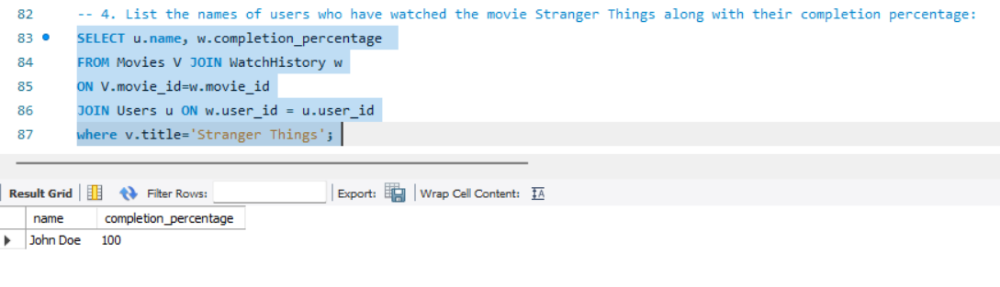 82 -- 4. List the names of users who have watched the movie Stranger Things along with their completion percentage:
83 SELECT u.name, w.completion_percentage
84 FROM Movies V JOIN WatchHistory w
85 ON V.movie_id=w.movie_id
86 JOIN Users u ON w.user_id = u.user_id
87 where v.title='Stranger Things';
Result Grid Filter Rows: Export: Wrap Cell Content: IA
name completion_percentage
John Doe 100